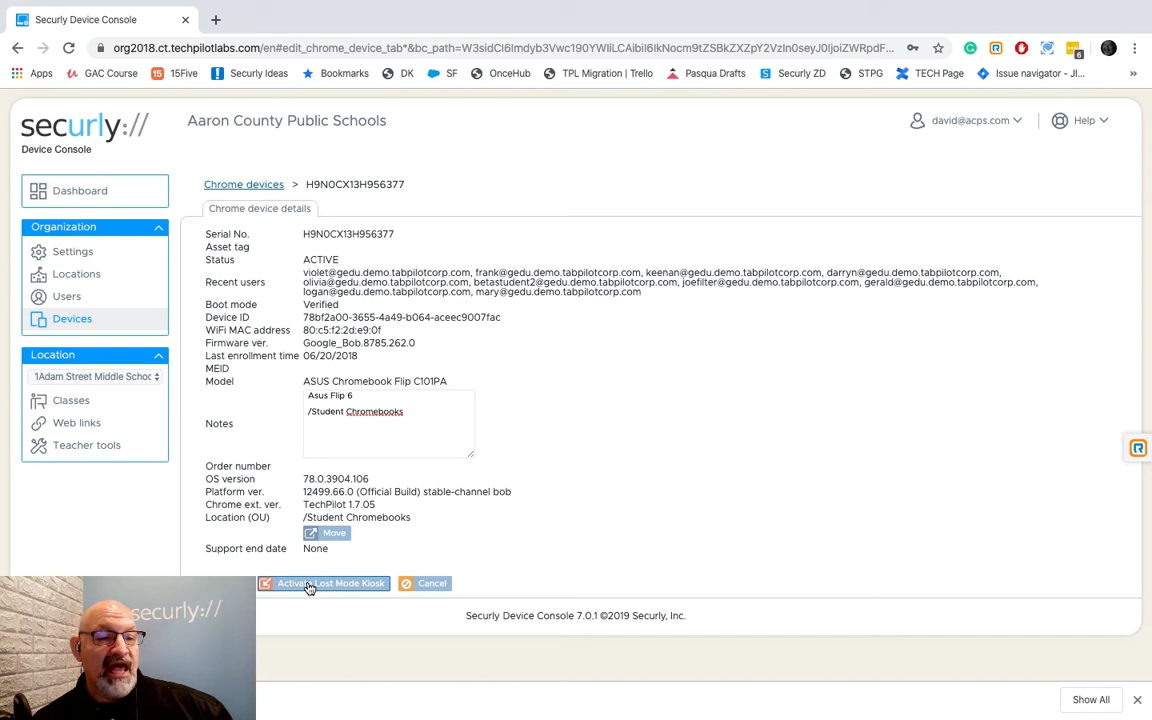 Securly Device Console
org2018.ct.techpilotlabs.com/en#edit_chrome_device_tab*&bc_path=W3sidCI6Imdyb3Vwc190YWIiLCAibiI6IkNocm9tZSBkZXZpY2VzIn0seyJ0IjoiZWRpdF...
Apps GAC Course 15Five Securly Ideas Bookmarks DK SF OnceHub TPL Migration | Trello Pasqua Drafts Securly ZD STPG TECH Page Issue navigator - JI... »
securly://
Device Console
Aaron County Public Schools
david@acps.com
Help
Dashboard
Organization
Settings
Locations
Users
Devices
Location
1Adam Street Middle Schoc
Classes
Web links
Teacher tools
Chrome devices > H9N0CX13H956377
Chrome device details
Serial No. H9N0CX13H956377
Asset tag
Status ACTIVE
violet@gedu.demo.tabpilotcorp.com, frank@gedu.demo.tabpilotcorp.com, keenan@gedu.demo.tabpilotcorp.com, darryn@gedu.demo.tabpilotcorp.com,
Recent users olivia@gedu.demo.tabpilotcorp.com, betastudent2@gedu.demo.tabpilotcorp.com, joefilter@gedu.demo.tabpilotcorp.com, gerald@gedu.demo.tabpilotcorp.com,
logan@gedu.demo.tabpilotcorp.com, mary@gedu.demo.tabpilotcorp.com
Boot mode Verified
Device ID 78bf2a00-3655-4a49-b064-aceec9007fac
WiFi MAC address 80:c5:f2:2d:e9:0f
Firmware ver. Google_Bob.8785.262.0
Last enrollment time 06/20/2018
MEID
Model ASUS Chromebook Flip C101PA
Asus Flip 6
/Student Chromebooks
Notes
Order number
OS version 78.0.3904.106
Platform ver. 12499.66.0 (Official Build) stable-channel bob
Chrome ext. ver. TechPilot 1.7.05
Location (OU) /Student Chromebooks
Move
Support end date None
Activate Lost Mode Kiosk Cancel
Securly Device Console 7.0.1 ©2019 Securly, Inc.
securly://
Show All